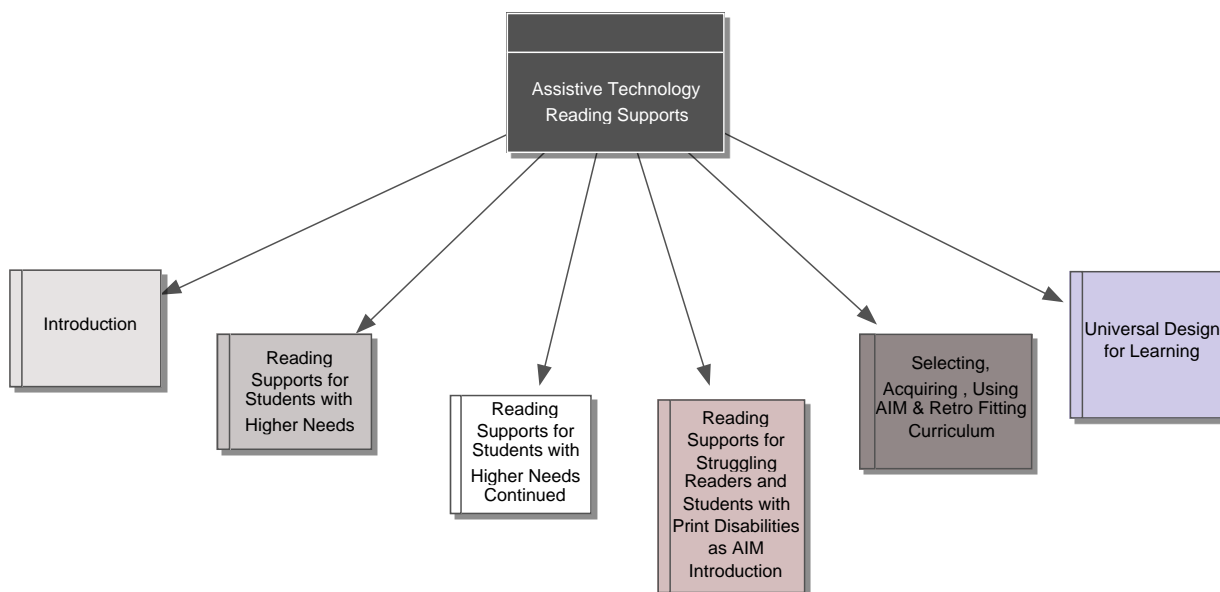 Assistive Technology
Reading Supports
Introduction
Reading
Supports for
Students with
Higher Needs
Reading
Supports for
Students with
Higher Needs
Continued
Reading
Supports for
Struggling
Readers and
Students with
Print Disabilities
as AIM
Introduction
Selecting,
Acquiring , Using
AIM & Retro Fitting
Curriculum
Universal Design
for Learning